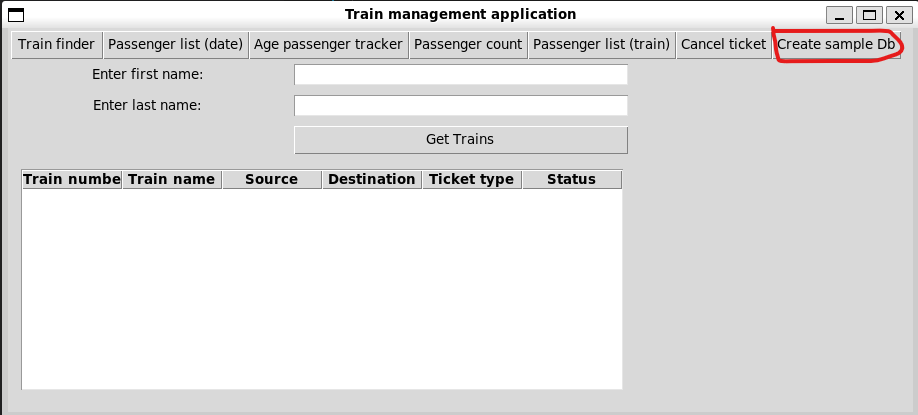 Train management application
Train finder Passenger list (date) Age passenger tracker Passenger count Passenger list (train) Cancel ticket Create sample Db
Enter first name:
Enter last name:
Get Trains
Train numbe Train name Source Destination Ticket type Status